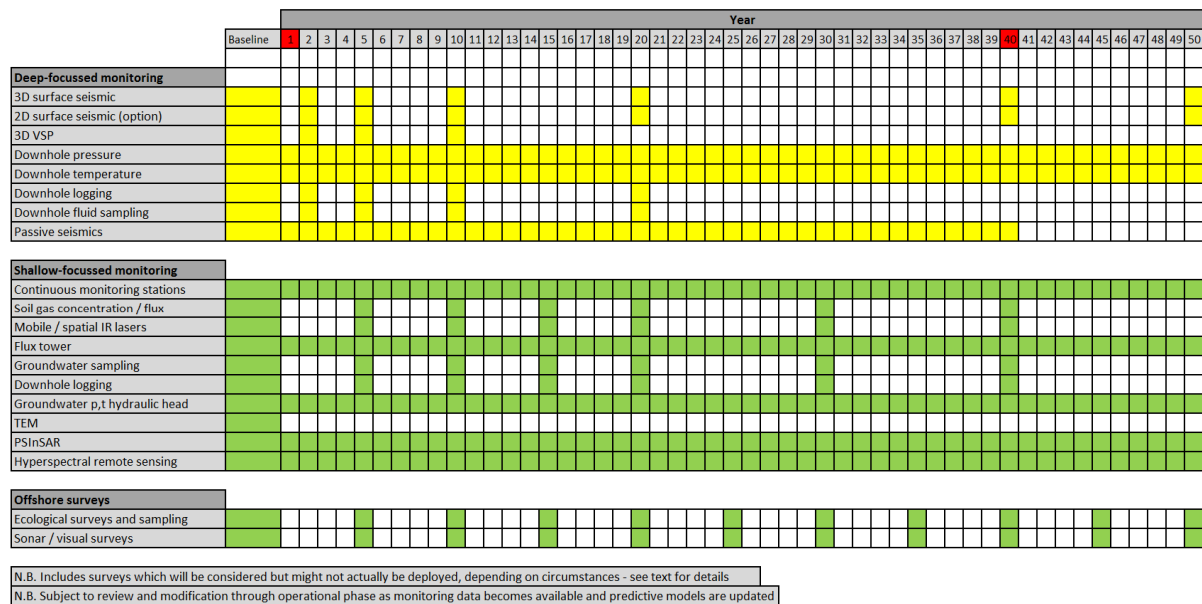 Year
Baseline 1 2 3 4 5 6 7 8 9 10 11 12 13 14 15 16 17 18 19 20 21 22 23 24 25 26 27 28 29 30 31 32 33 34 35 36 37 38 39 40 41 42 43 44 45 46 47 48 49 50
Deep-focussed monitoring
3D surface seismic
2D surface seismic (option)
3D VSP
Downhole pressure
Downhole temperature
Downhole logging
Downhole fluid sampling
Passive seismics
Shallow-focussed monitoring
Continuous monitoring stations
Soil gas concentration / flux
Mobile / spatial IR lasers
Flux tower
Groundwater sampling
Downhole logging
Groundwater p,t hydraulic head
TEM
PSInSAR
Hyperspectral remote sensing
Offshore surveys
Ecological surveys and sampling
Sonar / visual surveys
N.B. Includes surveys which will be considered but might not actually be deployed, depending on circumstances - see text for details
N.B. Subject to review and modification through operational phase as monitoring data becomes available and predictive models are updated